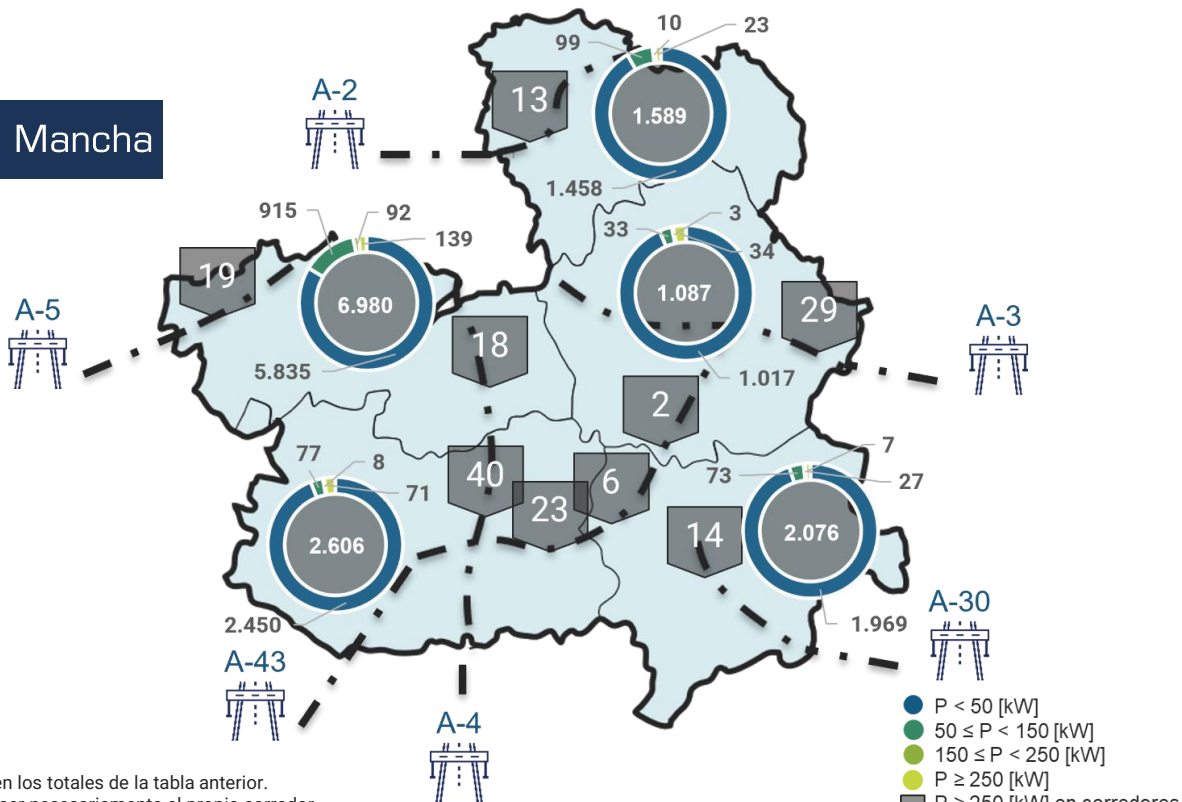 10
99
23
A-2
13
1.589
Mancha
1.458
915
92
33
3
139
34
19
6.980
1.087
29
A-5
A-3
18
5.835
1.017
2
77
8
7
40
6
73
71
27
23
14
2.606
2.076
A-30
2.450
1.969
A-43
A-4
P < 50 [kW]
50 ≤ P < 150 [kW]
150 ≤ P < 250 [kW]
P ≥ 250 [kW]
en los totales de la tabla anterior.